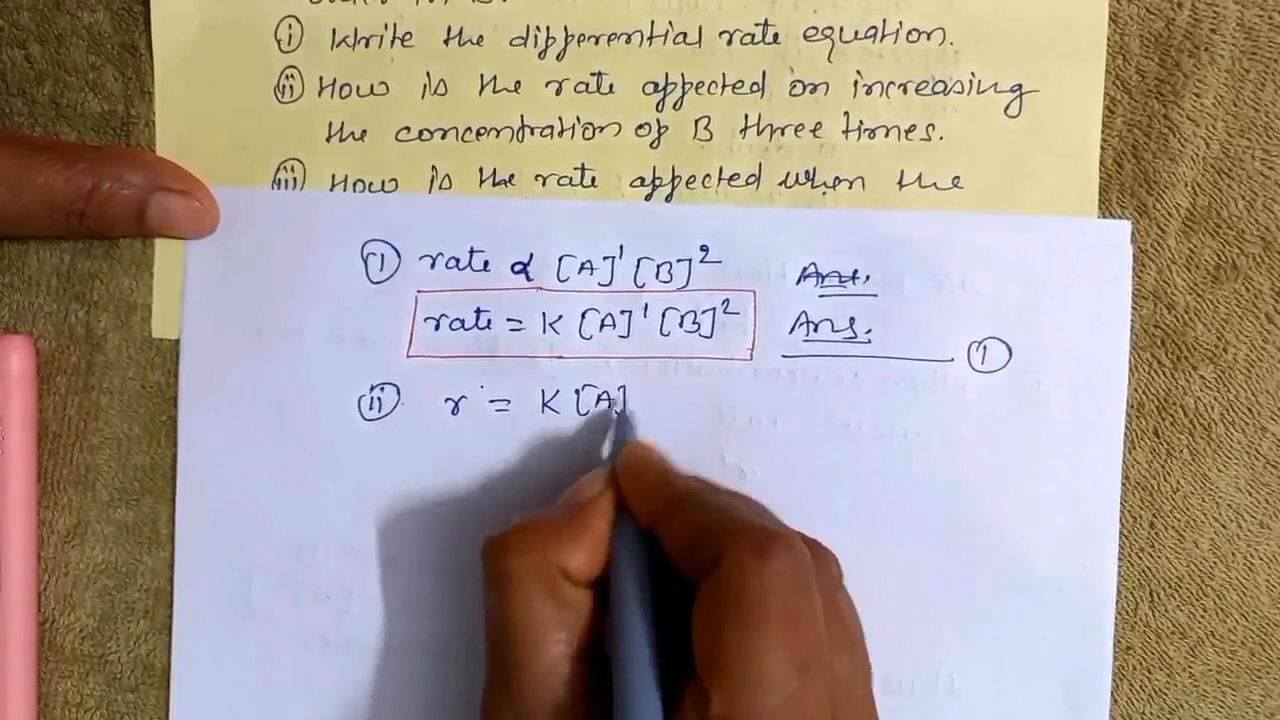 (i) Write the differential rate equation.
(ii) How is the rate affected on increasing
the concentration of B three times.
(iii) How is the rate affected when the
(1) rate α [A]¹ [B]²
Ans.
rate = K [A]¹ [B]²
Ans.
(1)
(ii) r = K [A]